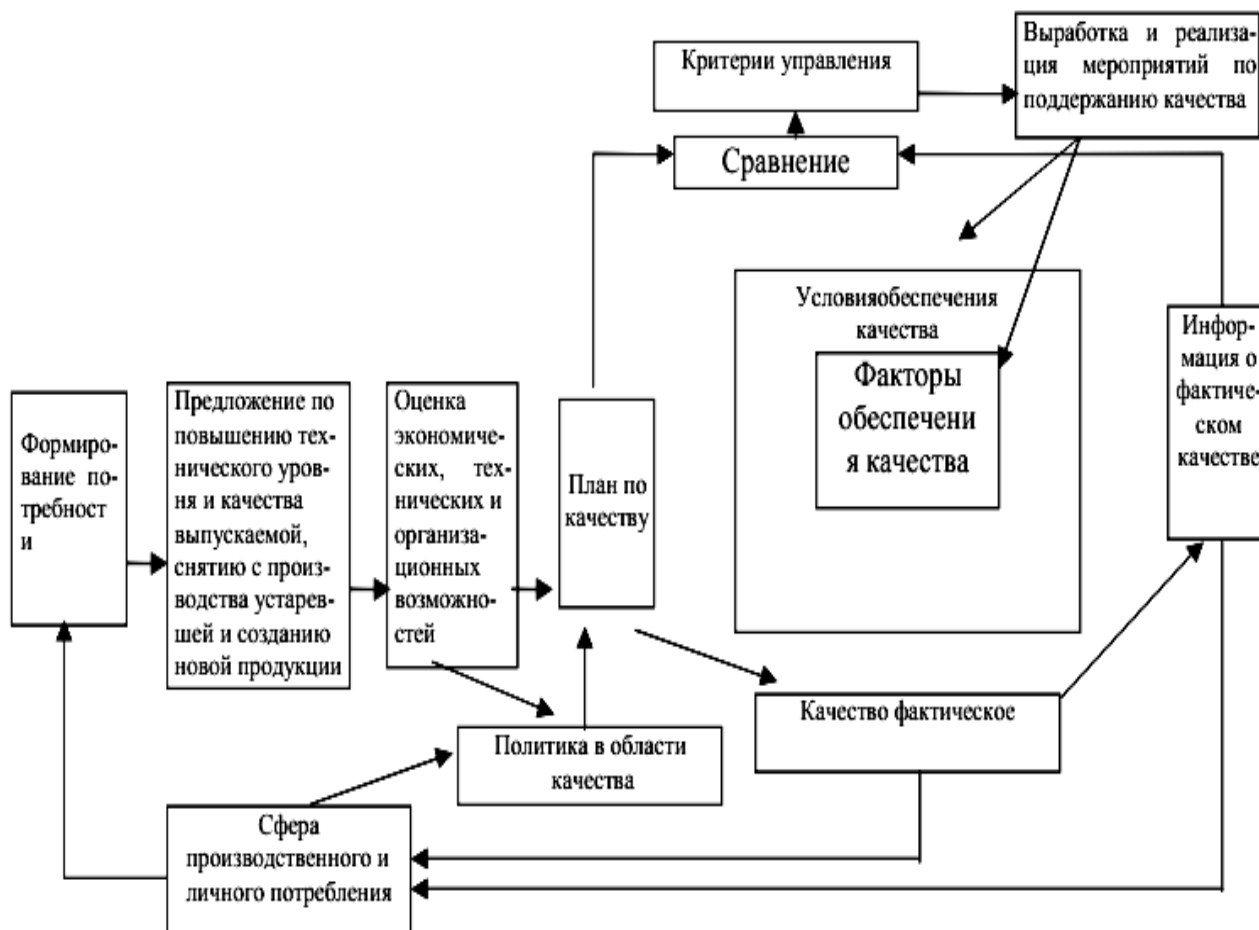 Критерии управления
Выработка и реализа-
ция мероприятий по
поддержанию качества
Сравнение
Условияобеспечения
качества
Факторы
обеспечени
я качества
Инфор-
мация о
фактиче-
ском
качестве
Формиро-
вание по-
требност
и
Предложение по
повышению тех-
нического уров-
ня и качества
выпускаемой,
снятию с произ-
водства устарев-
шей и созданию
новой продукции
Оценка
экономиче-
ских, тех-
нических и
организа-
ционных
возможно-
стей
План по
качеству
Качество фактическое
Политика в области
качества
Сфера
производственного и
личного потребления